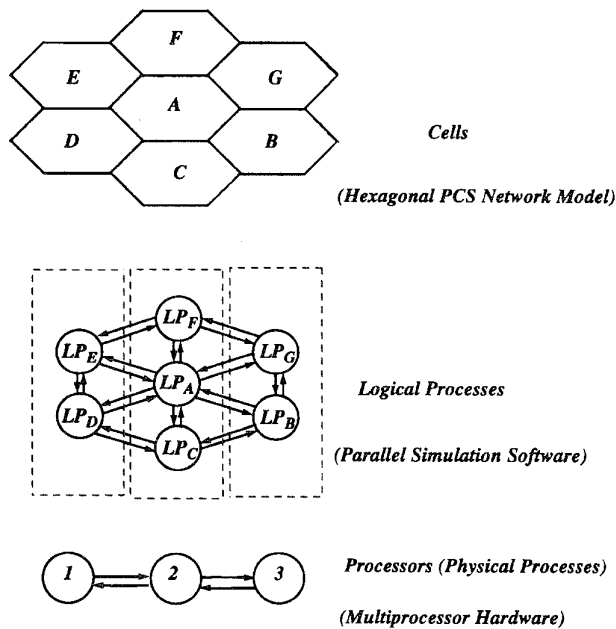 F
E
G
A
D
B
C
Cells
(Hexagonal PCS Network Model)
LP_F
LP_E
LP_G
LP_A
LP_D
LP_B
LP_C
Logical Processes
(Parallel Simulation Software)
1
2
3
Processors (Physical Processes)
(Multiprocessor Hardware)